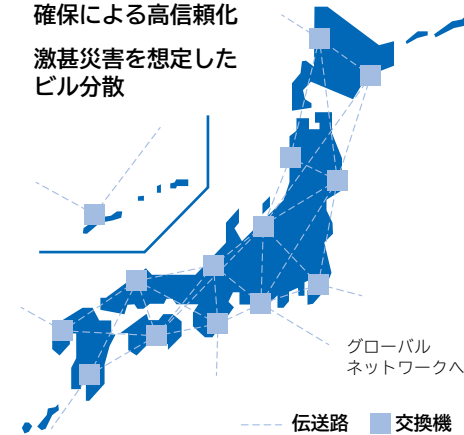 確保による高信頼化
激甚災害を想定した
ビル分散
グローバル
ネットワークへ
伝送路 交換機